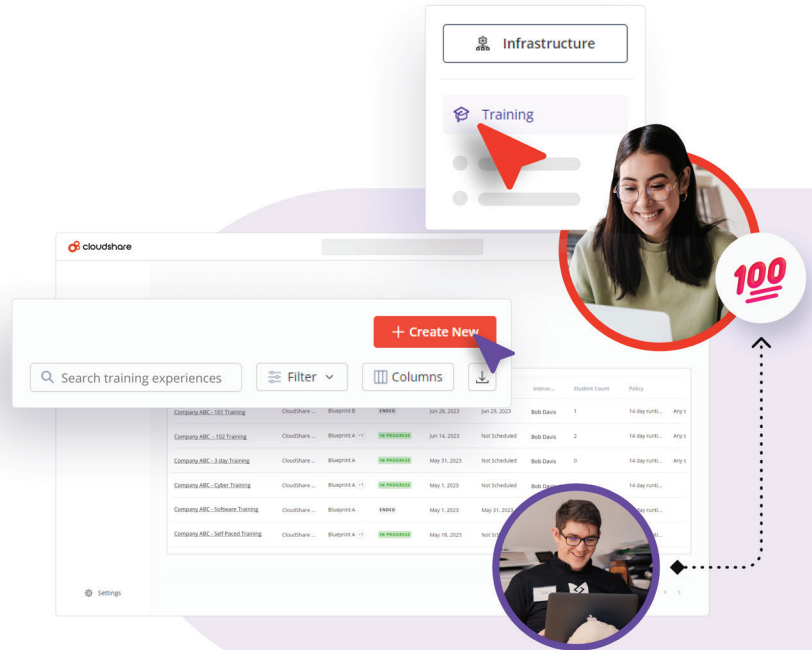 Infrastructure
Training
cloudshare
100
+ Create New
Search training experiences
Filter
Columns
Instruc... Student Count Policy
Company ABC - 101 Training CloudShare ... Blueprint B ENDED Jun 28, 2023 Jun 29, 2023 Bob Davis 1 14 day runti... Any s
Company ABC - 102 Training CloudShare ... Blueprint A +1 IN PROGRESS Jun 14, 2023 Not Scheduled Bob Davis 2 14 day runti... Any s
Company ABC - 3 day Training CloudShare ... Blueprint A IN PROGRESS May 31, 2023 Not Scheduled Bob Davis 0 14 day runti... Any s
Company ABC - Cyber Training CloudShare ... Blueprint A +1 IN PROGRESS May 1, 2023 Not Scheduled Bob Davis 14 day runti...
Company ABC - Software Training CloudShare ... Blueprint A ENDED May 1, 2023 May 31, 2023 day runti...
Company ABC - Self Paced Training CloudShare ... Blueprint A +1 IN PROGRESS May 18, 2023 Not
Settings